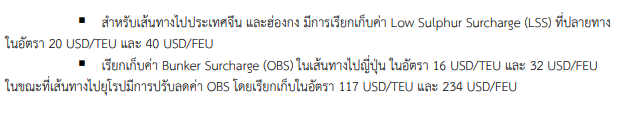 ▪ สำหรับเส้นทางไปประเทศจีน และฮ่องกง มีการเรียกเก็บค่า Low Sulphur Surcharge (LSS) ที่ปลายทาง
ในอัตรา 20 USD/TEU และ 40 USD/FEU
▪ เรียกเก็บค่า Bunker Surcharge (OBS) ในเส้นทางไปญี่ปุ่น ในอัตรา 16 USD/TEU และ 32 USD/FEU
ในขณะที่เส้นทางไปยุโรปมีการปรับลดค่า OBS โดยเรียกเก็บในอัตรา 117 USD/TEU และ 234 USD/FEU